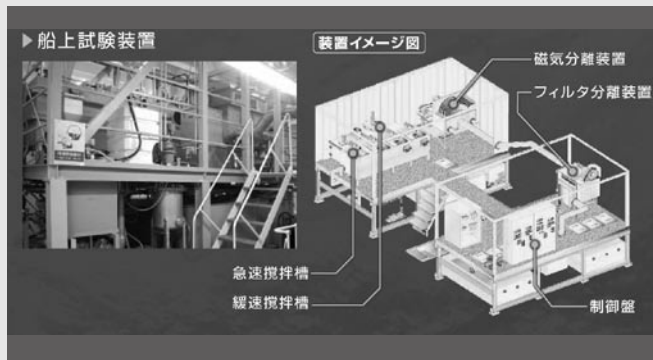 ▶船上試験装置
装置イメージ図
磁気分離装置
フィルタ分離装置
急速撹拌槽
緩速撹拌槽
制御盤